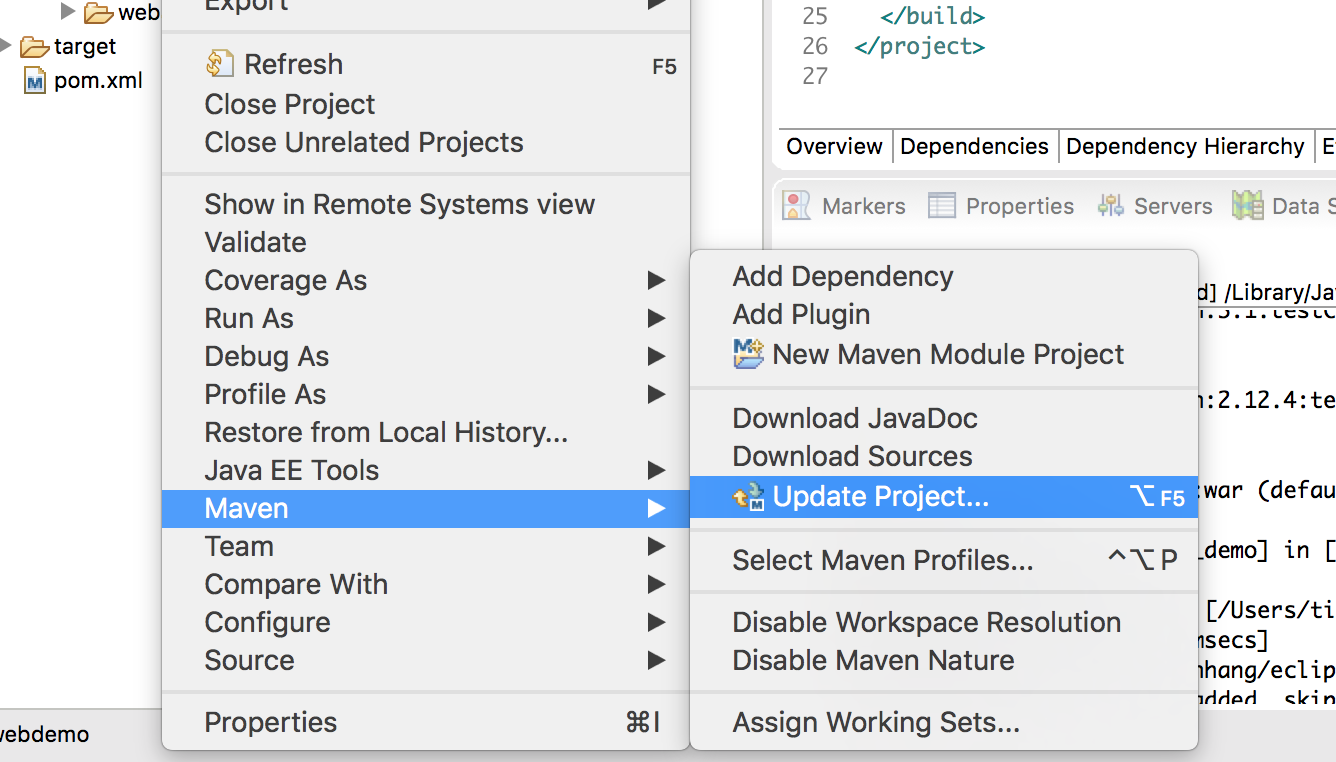 Export
web
target
pom.xml
Refresh F5
Close Project
Close Unrelated Projects
Show in Remote Systems view
Validate
Coverage As
Run As
Debug As
Profile As
Restore from Local History...
Java EE Tools
Maven
Team
Compare With
Configure
Source
Properties ⌘I
webdemo
25 </build>
26 </project>
27
Overview Dependencies Dependency Hierarchy E
Markers Properties Servers Data S
Add Dependency
Add Plugin
New Maven Module Project
Download JavaDoc
Download Sources
Update Project... ⌥F5
Select Maven Profiles... ^⌥P
Disable Workspace Resolution
Disable Maven Nature
Assign Working Sets...
d] /Library/Ja
n:2.12.4:te
:war (defau
_demo] in [
[/Users/ti
msecs]
nhang/eclip
added, skip